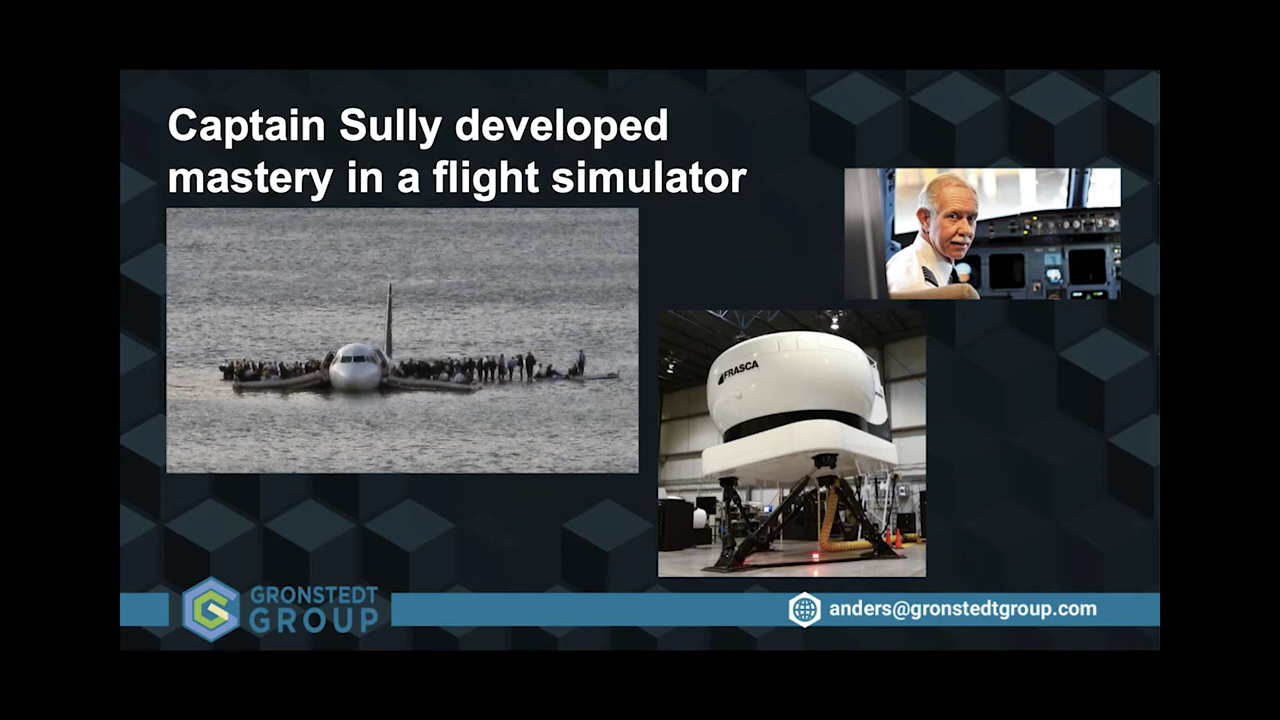 Captain Sully developed
mastery in a flight simulator
FRASCA
GRONSTEDT
GROUP
anders@gronstedtgroup.com